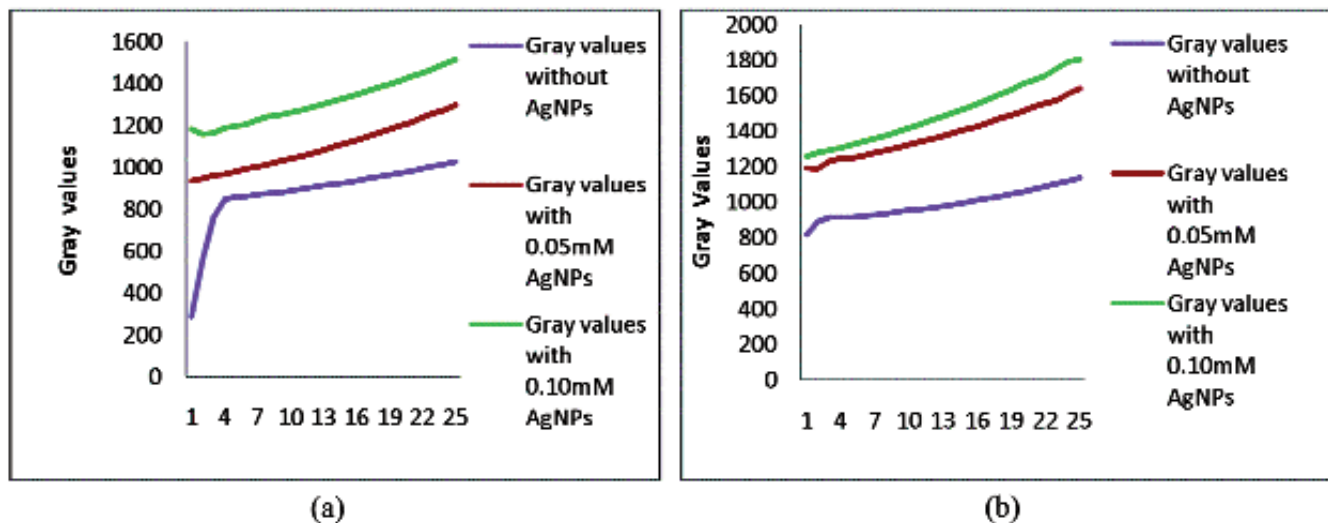 1600
1400
1200
1000
800
600
400
200
0
Gray values
1 4 7 10 13 16 19 22 25
Gray values
without
AgNPs
Gray values
with
0.05mM
AgNPs
Gray values
with
0.10mM
AgNPs
(a)
2000
1800
1600
1400
1200
1000
800
600
400
200
0
Gray Values
1 4 7 10 13 16 19 22 25
Gray values
without
AgNPs
Gray values
with
0.05mM
AgNPs
Gray values
with
0.10mM
AgNPs
(b)